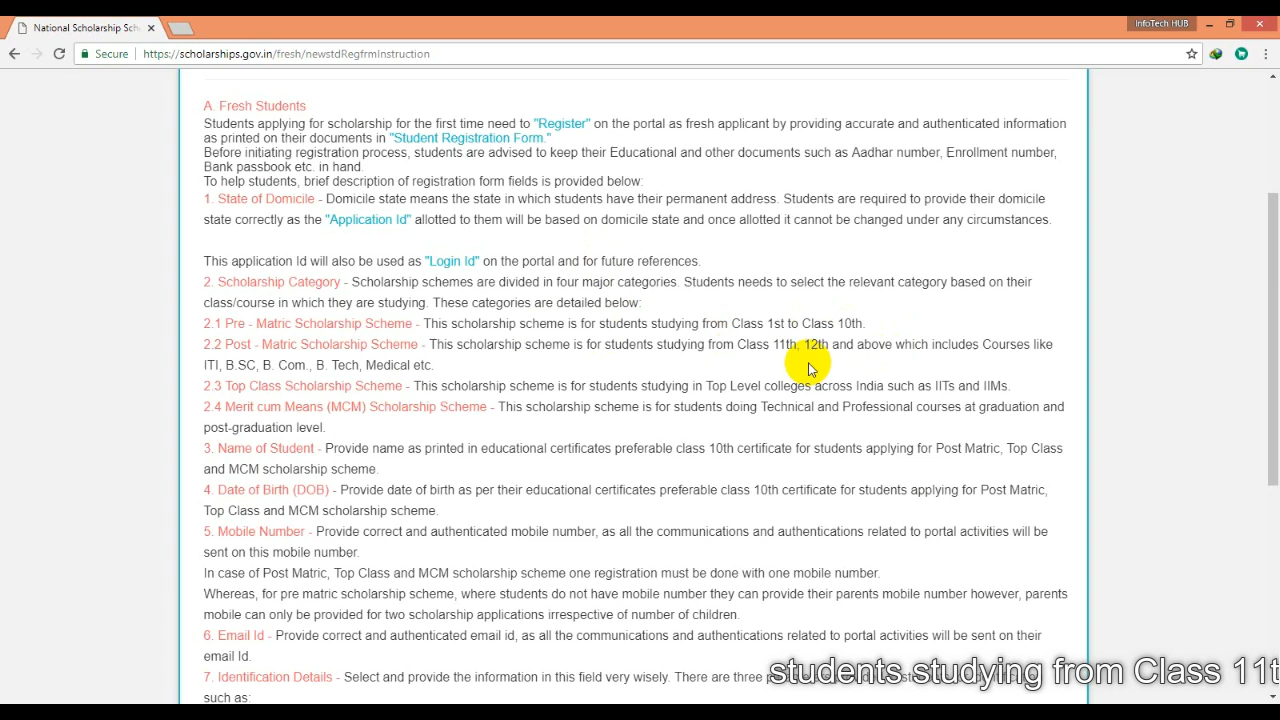 National Scholarship Sch
InfoTech HUB
Secure
https://scholarships.gov.in/fresh/newstdRegfrmInstruction
A. Fresh Students
Students applying for scholarship for the first time need to "Register" on the portal as fresh applicant by providing accurate and authenticated information
as printed on their documents in "Student Registration Form."
Before initiating registration process, students are advised to keep their Educational and other documents such as Aadhar number, Enrollment number,
Bank passbook etc. in hand.
To help students, brief description of registration form fields is provided below:
1. State of Domicile - Domicile state means the state in which students have their permanent address. Students are required to provide their domicile
state correctly as the "Application Id" allotted to them will be based on domicile state and once allotted it cannot be changed under any circumstances.
This application Id will also be used as "Login Id" on the portal and for future references.
2. Scholarship Category - Scholarship schemes are divided in four major categories. Students needs to select the relevant category based on their
class/course in which they are studying. These categories are detailed below:
2.1 Pre - Matric Scholarship Scheme - This scholarship scheme is for students studying from Class 1st to Class 10th.
2.2 Post - Matric Scholarship Scheme - This scholarship scheme is for students studying from Class 11th, 12th and above which includes Courses like
ITI, B.SC, B. Com., B. Tech, Medical etc.
2.3 Top Class Scholarship Scheme - This scholarship scheme is for students studying in Top Level colleges across India such as IITs and IIMs.
2.4 Merit cum Means (MCM) Scholarship Scheme - This scholarship scheme is for students doing Technical and Professional courses at graduation and
post-graduation level.
3. Name of Student - Provide name as printed in educational certificates preferable class 10th certificate for students applying for Post Matric, Top Class
and MCM scholarship scheme.
4. Date of Birth (DOB) - Provide date of birth as per their educational certificates preferable class 10th certificate for students applying for Post Matric,
Top Class and MCM scholarship scheme.
5. Mobile Number - Provide correct and authenticated mobile number, as all the communications and authentications related to portal activities will be
sent on this mobile number.
In case of Post Matric, Top Class and MCM scholarship scheme one registration must be done with one mobile number.
Whereas, for pre matric scholarship scheme, where students do not have mobile number they can provide their parents mobile number however, parents
mobile can only be provided for two scholarship applications irrespective of number of children.
6. Email Id - Provide correct and authenticated email id, as all the communications and authentications related to portal activities will be sent on their
email Id.
7. Identification Details - Select and provide the information in this field very wisely. There are three
such as:
students studying from Class 11t